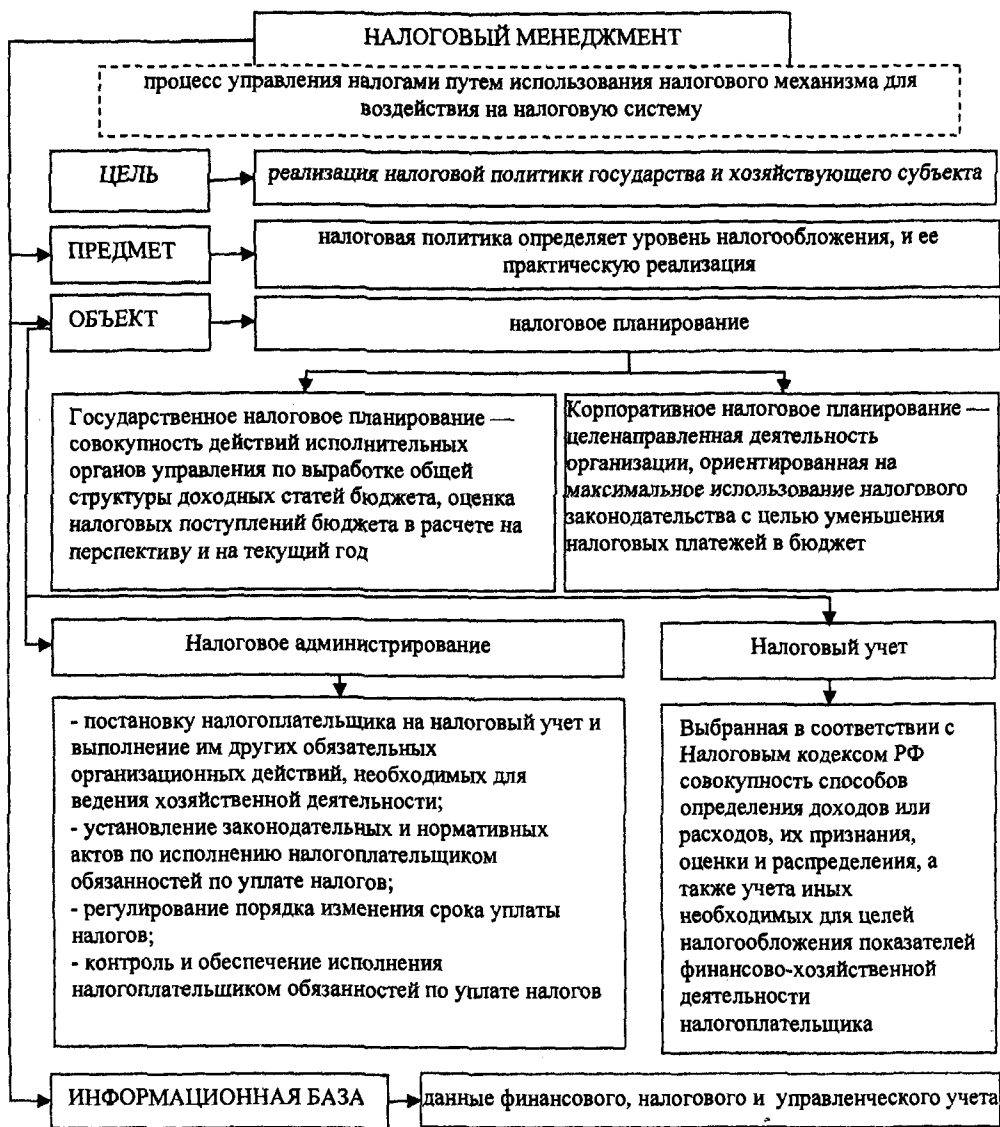 НАЛОГОВЫЙ МЕНЕДЖМЕНТ
процесс управления налогами путем использования налогового механизма для
воздействия на налоговую систему
ЦЕЛЬ
реализация налоговой политики государства и хозяйствующего субъекта
ПРЕДМЕТ
налоговая политика определяет уровень налогообложения, и ее
практическую реализация
ОБЪЕКТ
налоговое планирование
Государственное налоговое планирование —
совокупность действий исполнительных
органов управления по выработке общей
структуры доходных статей бюджета, оценка
налоговых поступлений бюджета в расчете на
перспективу и на текущий год
Корпоративное налоговое планирование —
целенаправленная деятельность
организации, ориентированная на
максимальное использование налогового
законодательства с целью уменьшения
налоговых платежей в бюджет
Налоговое администрирование
- постановку налогоплательщика на налоговый учет и
выполнение им других обязательных
организационных действий, необходимых для
ведения хозяйственной деятельности;
- установление законодательных и нормативных
актов по исполнению налогоплательщиком
обязанностей по уплате налогов;
- регулирование порядка изменения срока уплаты
налогов;
- контроль и обеспечение исполнения
налогоплательщиком обязанностей по уплате налогов
Налоговый учет
Выбранная в соответствии с
Налоговым кодексом РФ
совокупность способов
определения доходов или
расходов, их признания,
оценки и распределения, а
также учета иных
необходимых для целей
налогообложения показателей
финансово-хозяйственной
деятельности
налогоплательщика
ИНФОРМАЦИОННАЯ БАЗА
данные финансового, налогового и управленческого учета